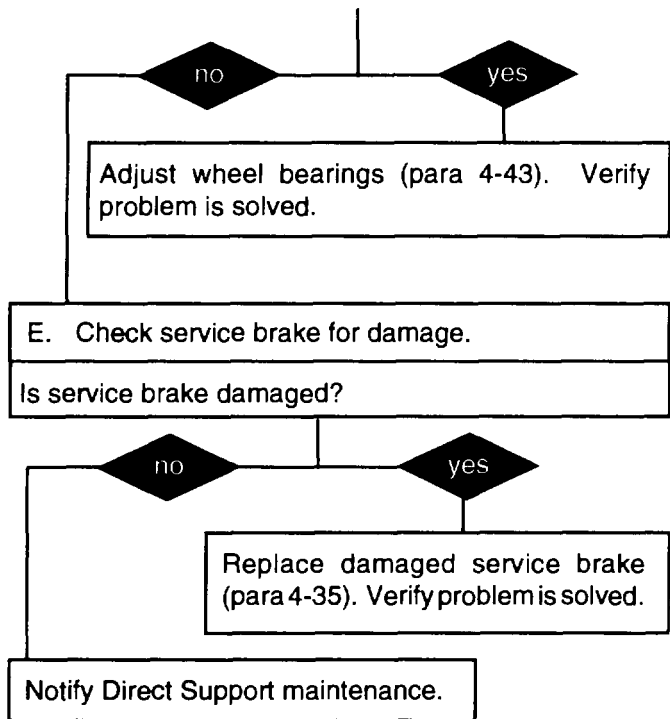 no
yes
Adjust wheel bearings (para 4-43). Verify
problem is solved.
E. Check service brake for damage.
Is service brake damaged?
no
yes
Replace damaged service brake
(para 4-35). Verify problem is solved.
Notify Direct Support maintenance.